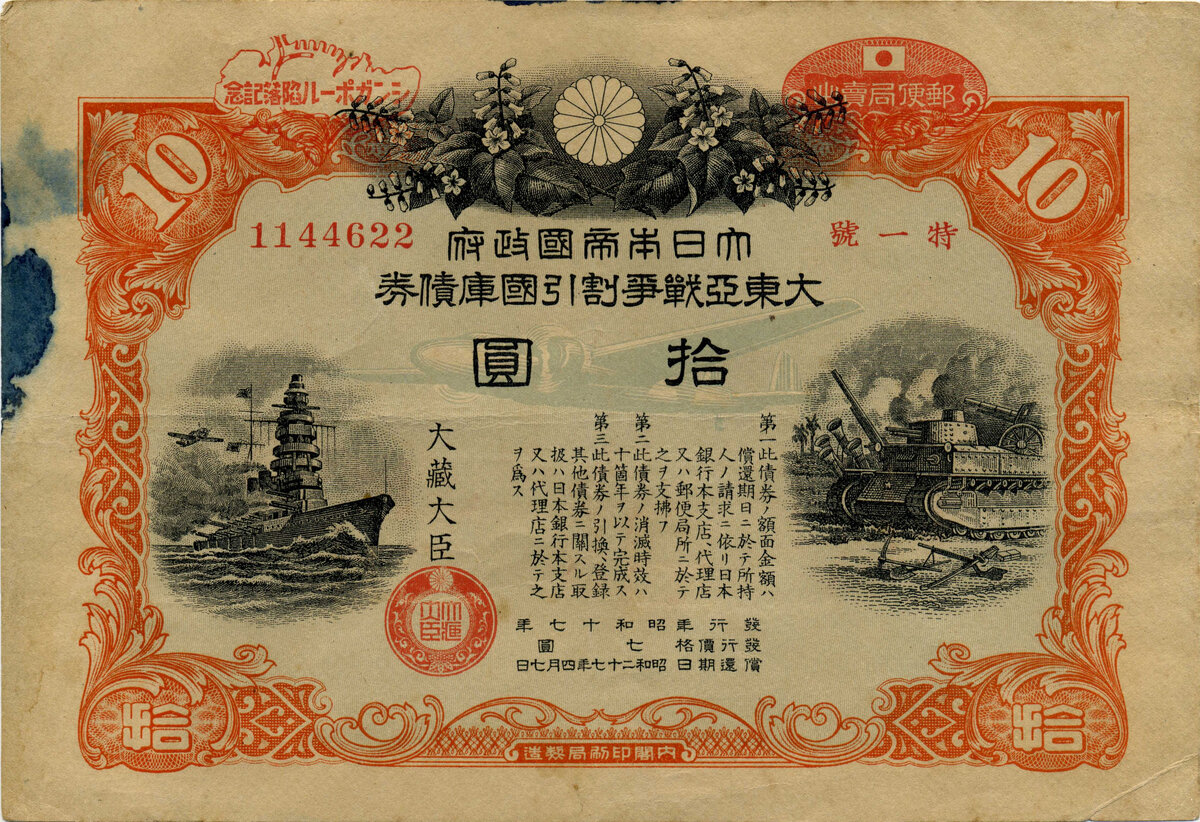 シンガポール陷落記念
郵便局賣出
10
10
特一號
1144622
大日本帝國政府
大東亞戰爭割引國庫債券
拾圓
第一 此債券ノ額面金額ハ
償還期日ニ於テ所持
人ノ請求ニ依リ日本
銀行本支店、代理店
又ハ郵便局所ニ於テ
之ヲ支拂フ
第二 此債券ノ消滅時效ハ
十箇年ヲ以テ完成ス
第三 此債券ノ引換、登録
其他債券ニ關スル取
扱ハ日本銀行本支店
又ハ代理店ニ於テ之
ヲ爲ス
發行年 昭和十七年
發行價格 七圓
償還期日 昭和二十七年四月七日
大藏大臣
大藏大臣
拾
拾
內閣印刷局製造